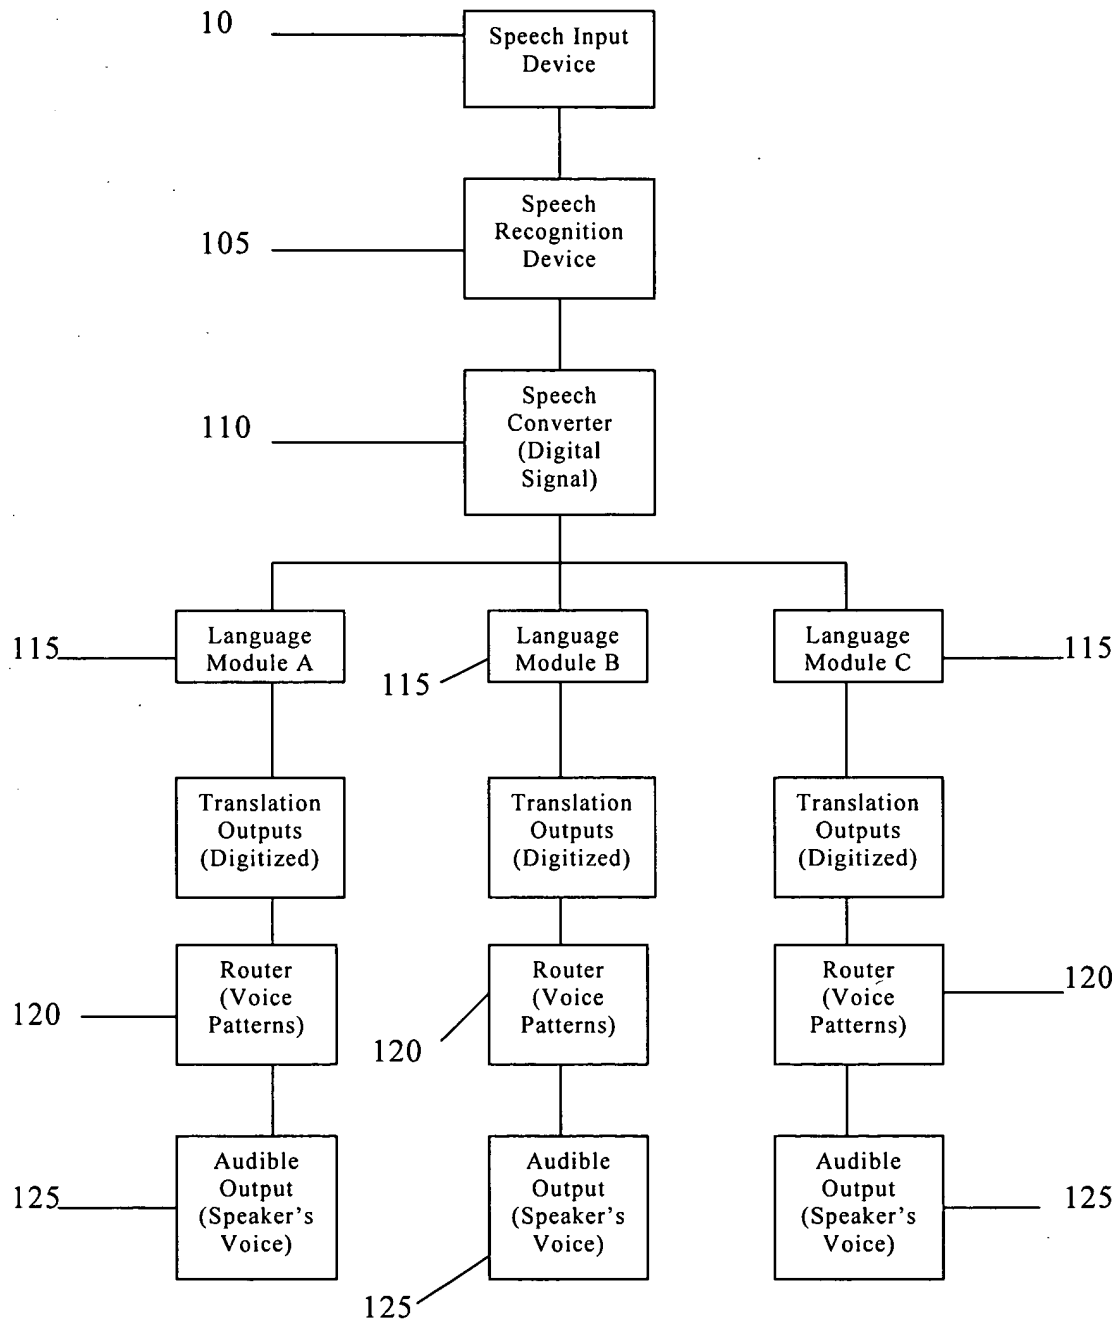 10
Speech Input
Device
105
Speech
Recognition
Device
110
Speech
Converter
(Digital
Signal)
115
Language
Module A
115
Language
Module B
Language
Module C
115
Translation
Outputs
(Digitized)
Translation
Outputs
(Digitized)
Translation
Outputs
(Digitized)
120
Router
(Voice
Patterns)
120
Router
(Voice
Patterns)
Router
(Voice
Patterns)
120
125
Audible
Output
(Speaker's
Voice)
125
Audible
Output
(Speaker's
Voice)
Audible
Output
(Speaker's
Voice)
125